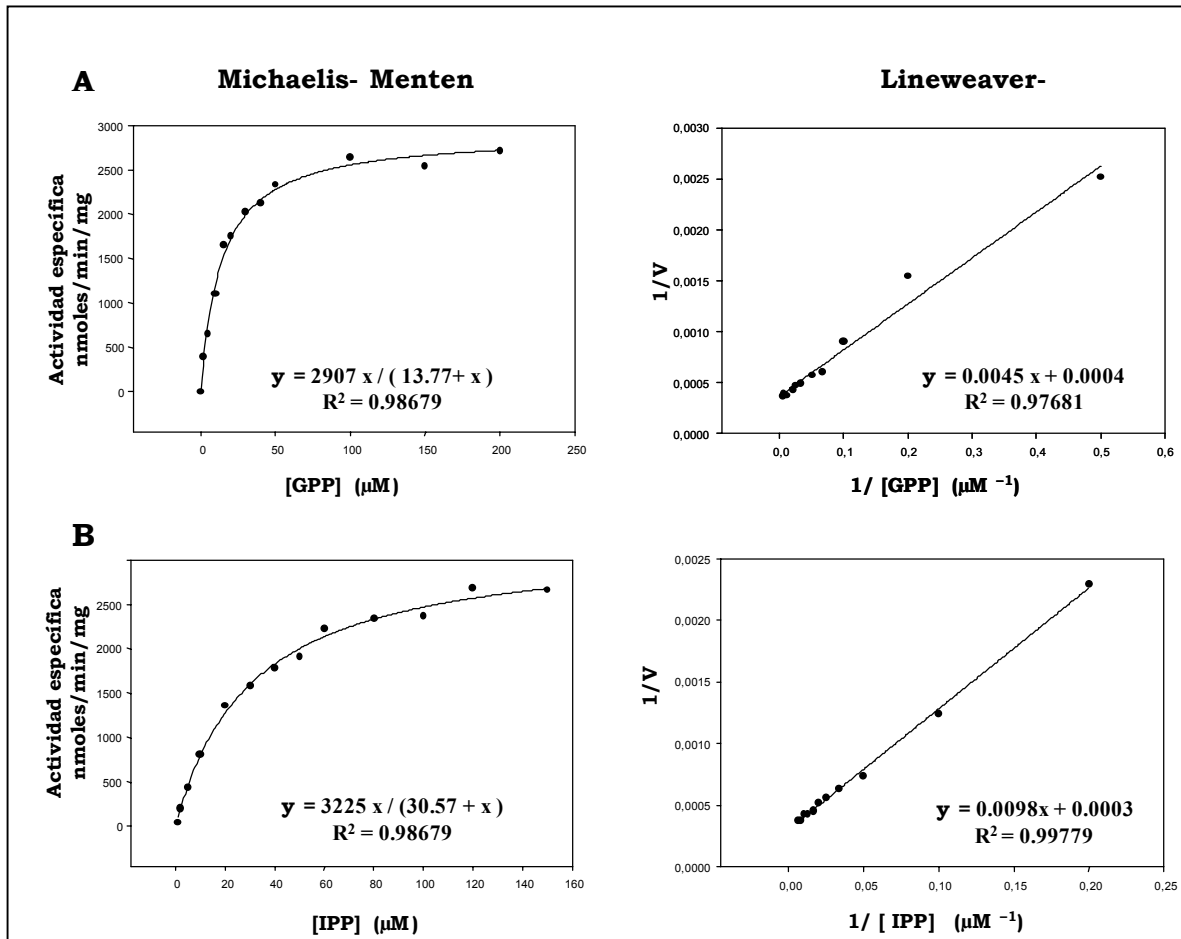 A
Michaelis- Menten
Lineweaver-
Actividad específica
nmoles/min/mg
3000
2500
2000
1500
1000
500
0
y = 2907 x / ( 13.77+ x )
R² = 0.98679
0 50 100 150 200 250
[GPP] (µM)
1/V
0,0030
0,0025
0,0020
0,0015
0,0010
0,0005
0,0000
y = 0.0045 x + 0.0004
R² = 0.97681
0,0 0,1 0,2 0,3 0,4 0,5 0,6
1/ [GPP] (µM ⁻¹)
B
Actividad específica
nmoles/min/mg
2500
2000
1500
1000
500
0
y = 3225 x / (30.57 + x )
R² = 0.98679
0 20 40 60 80 100 120 140 160
[IPP] (µM)
1/V
0,0025
0,0020
0,0015
0,0010
0,0005
0,0000
y = 0.0098x + 0.0003
R² = 0.99779
0,00 0,05 0,10 0,15 0,20 0,25
1/ [ IPP] (µM ⁻¹)